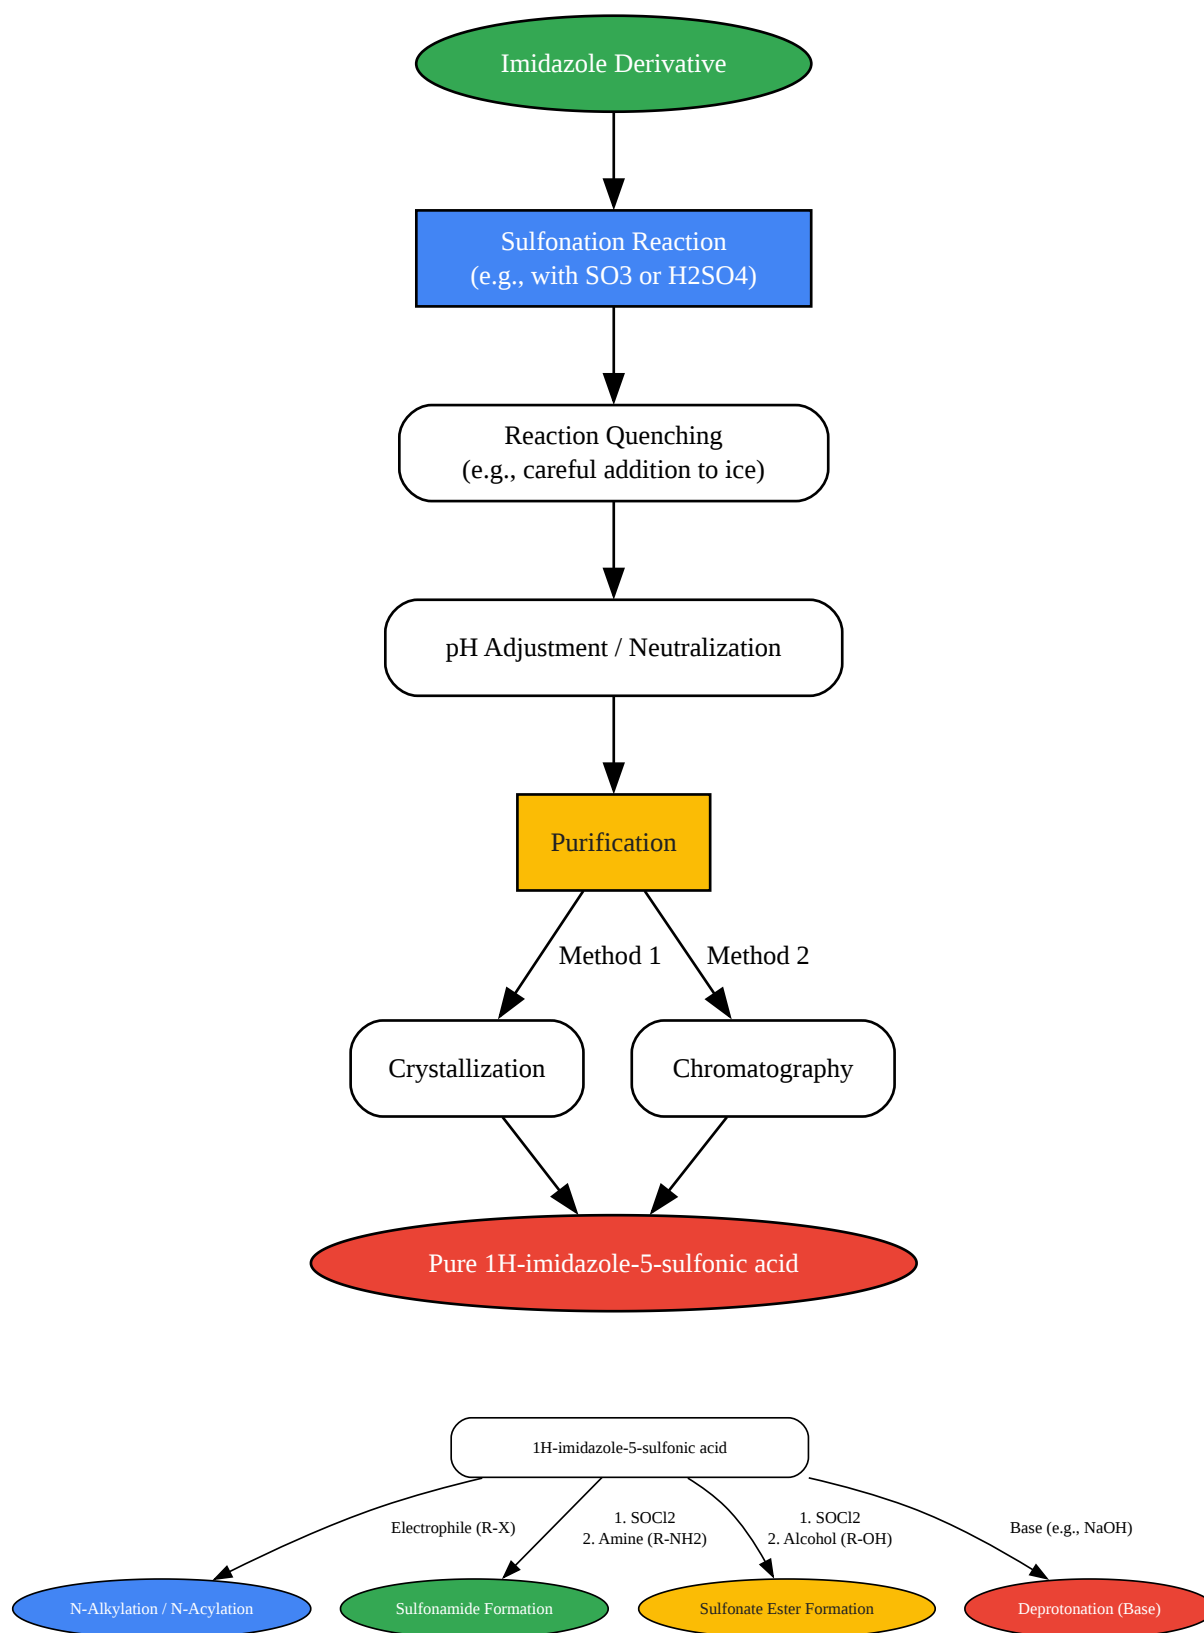 Imidazole Derivative
Sulfonation Reaction
(e.g., with SO3 or H2SO4)
Reaction Quenching
(e.g., careful addition to ice)
pH Adjustment / Neutralization
Purification
Method 1
Method 2
Crystallization
Chromatography
Pure 1H-imidazole-5-sulfonic acid
1H-imidazole-5-sulfonic acid
Electrophile (R-X)
1. SOCl2
2. Amine (R-NH2)
1. SOCl2
2. Alcohol (R-OH)
Base (e.g., NaOH)
N-Alkylation / N-Acylation
Sulfonamide Formation
Sulfonate Ester Formation
Deprotonation (Base)